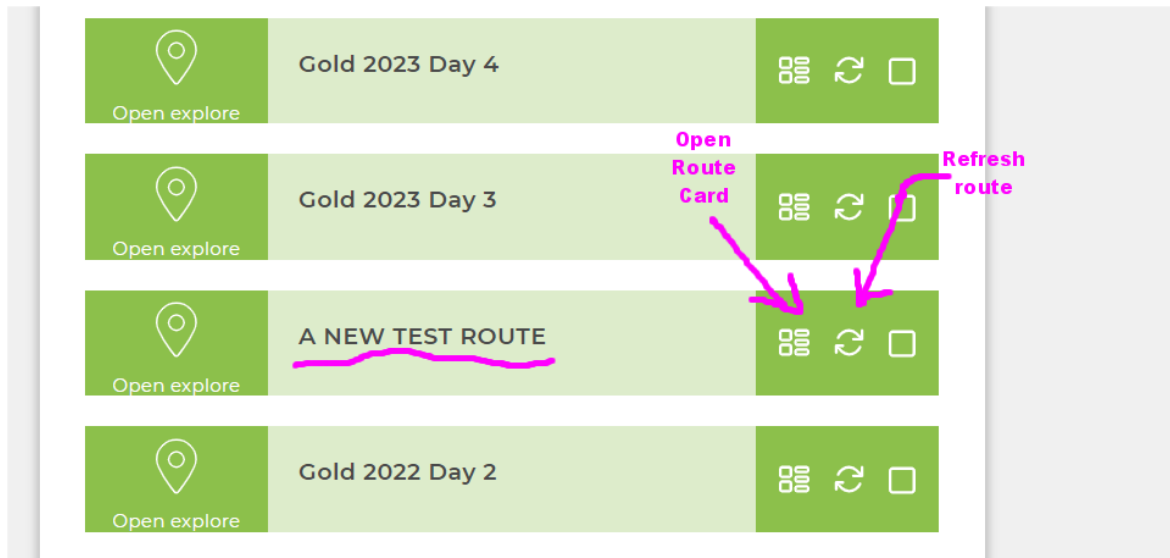 Gold 2023 Day 4
Open explore
Open
Route
Card
Refresh
route
Gold 2023 Day 3
Open explore
A NEW TEST ROUTE
Open explore
Gold 2022 Day 2
Open explore